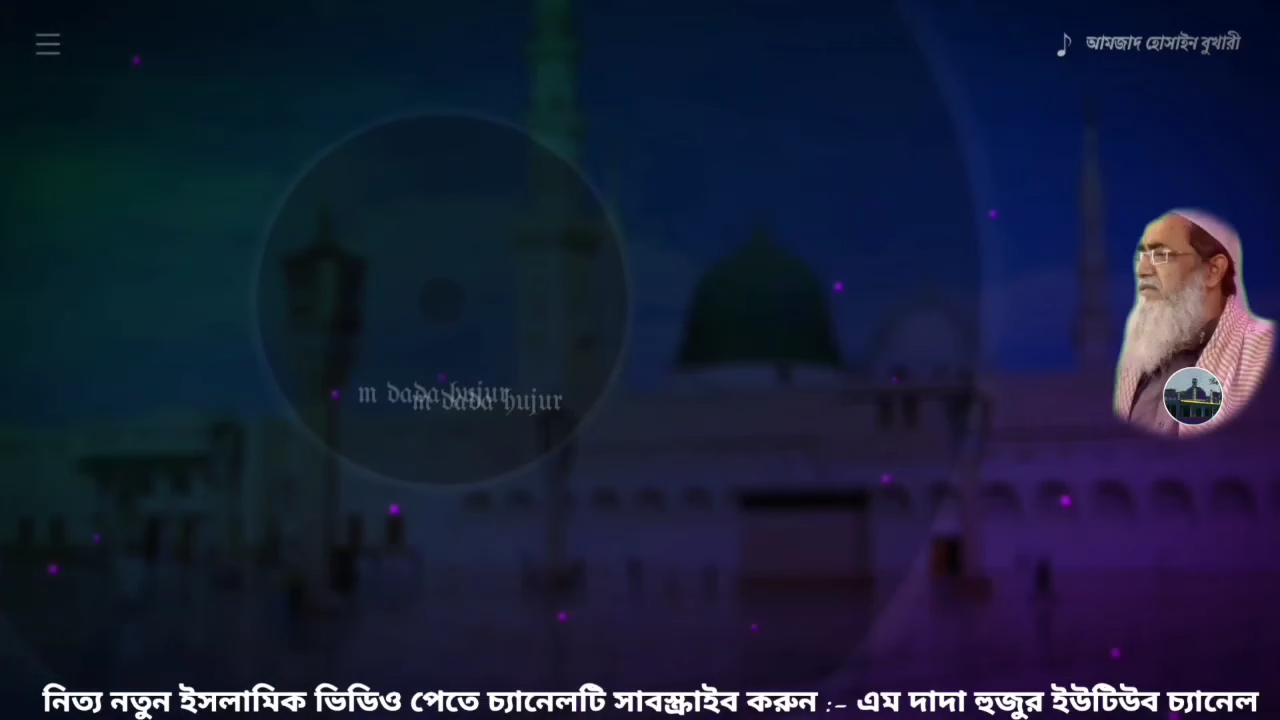 আমজাদ হোসাইন বুখারী
m dada hujur
m dada hujur
নিত্য নতুন ইসলামিক ভিডিও পেতে চ্যানেলটি সাবস্ক্রাইব করুন :- এম দাদা হুজুর ইউটিউব চ্যানেল